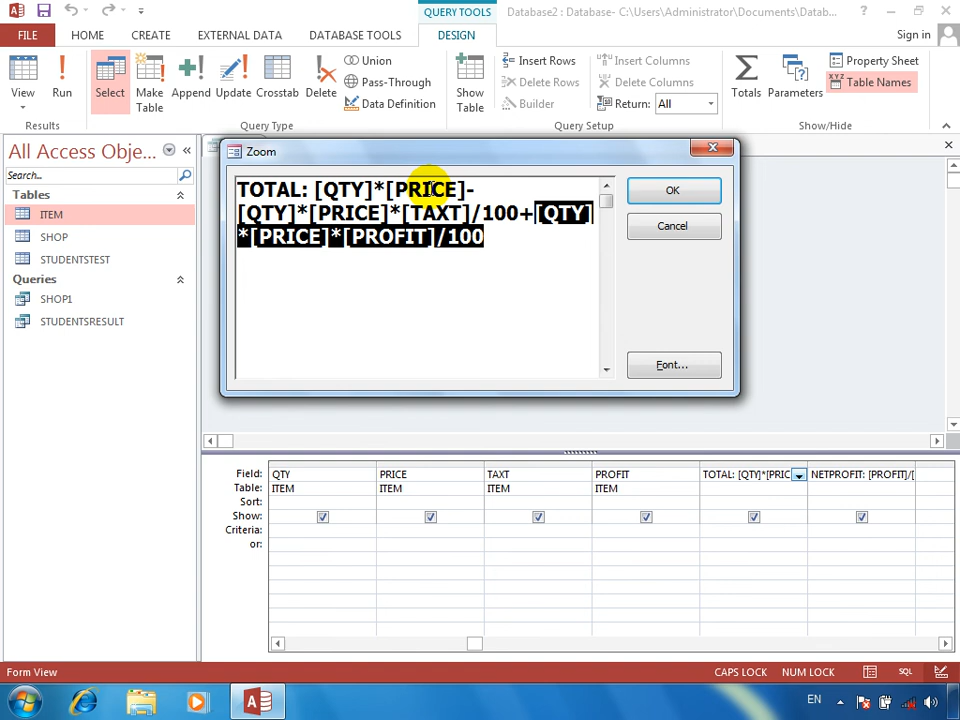 QUERY TOOLS
Database2 : Database- C:\Users\Administrator\Documents\Datab...
?
FILE
HOME
CREATE
EXTERNAL DATA
DATABASE TOOLS
DESIGN
Sign in
View
Run
Select
Make Table
Append
Update
Crosstab
Delete
Union
Pass-Through
Data Definition
Show Table
Insert Rows
Delete Rows
Builder
Insert Columns
Delete Columns
Return: All
Totals
Parameters
Property Sheet
Table Names
Results
Query Type
Query Setup
Show/Hide
All Access Obje...
Search...
Tables
ITEM
SHOP
STUDENTSTEST
Queries
SHOP1
STUDENTSRESULT
Zoom
TOTAL: [QTY]*[PRICE]-
[QTY]*[PRICE]*[TAXT]/100+[QTY]
*[PRICE]*[PROFIT]/100
OK
Cancel
Font...
Field: QTY PRICE TAXT PROFIT TOTAL: [QTY]*[PRIC NETPROFIT: [PROFIT]/[
Table: ITEM ITEM ITEM ITEM
Sort:
Show:
Criteria:
or:
Form View
CAPS LOCK NUM LOCK
SQL
EN
1:44 PM